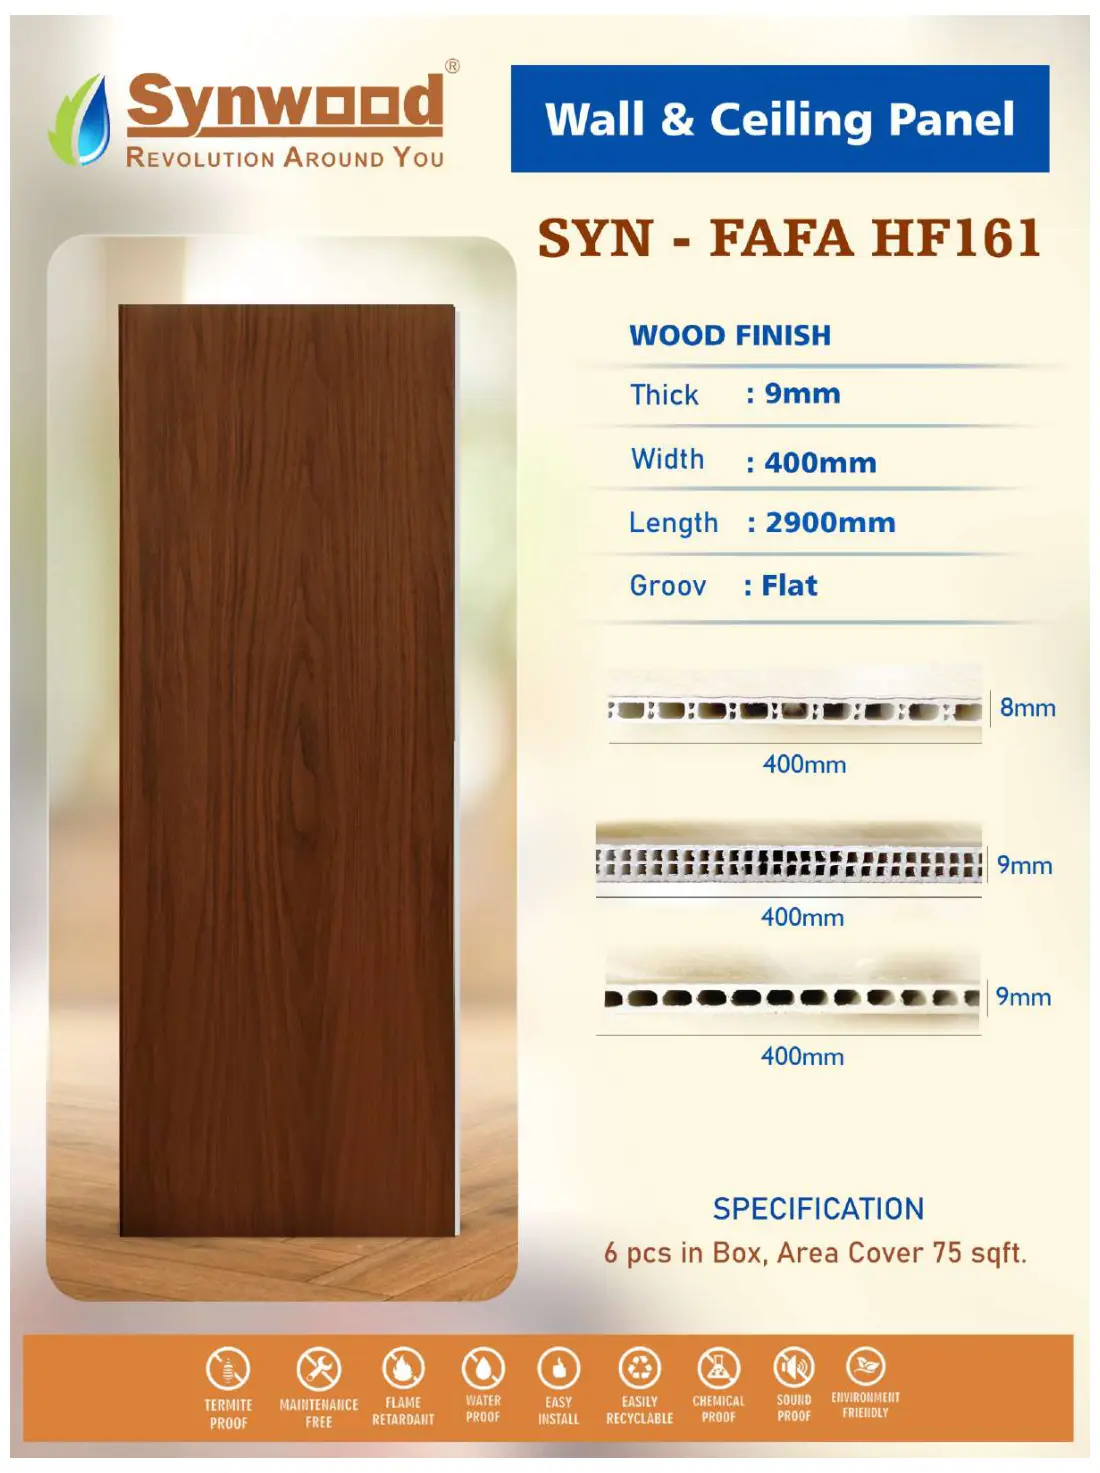 Synwood®
REVOLUTION AROUND YOU
Wall & Ceiling Panel
SYN - FAFA HF161
WOOD FINISH
Thick : 9mm
Width : 400mm
Length : 2900mm
Groov : Flat
8mm
400mm
9mm
400mm
9mm
400mm
SPECIFICATION
6 pcs in Box, Area Cover 75 sqft.
TERMITE
PROOF
MAINTENANCE
FREE
FLAME
RETARDANT
WATER
PROOF
EASY
INSTALL
EASILY
RECYCLABLE
CHEMICAL
PROOF
SOUND
PROOF
ENVIRONMENT
FRIENDLY